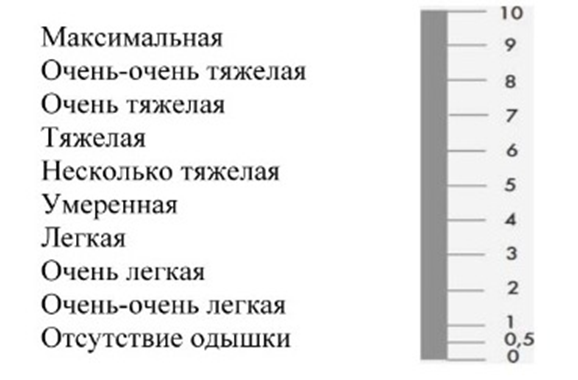 Максимальная
Очень-очень тяжелая
Очень тяжелая
Тяжелая
Несколько тяжелая
Умеренная
Легкая
Очень легкая
Очень-очень легкая
Отсутствие одышки
10
9
8
7
6
5
4
3
2
1
0,5
0